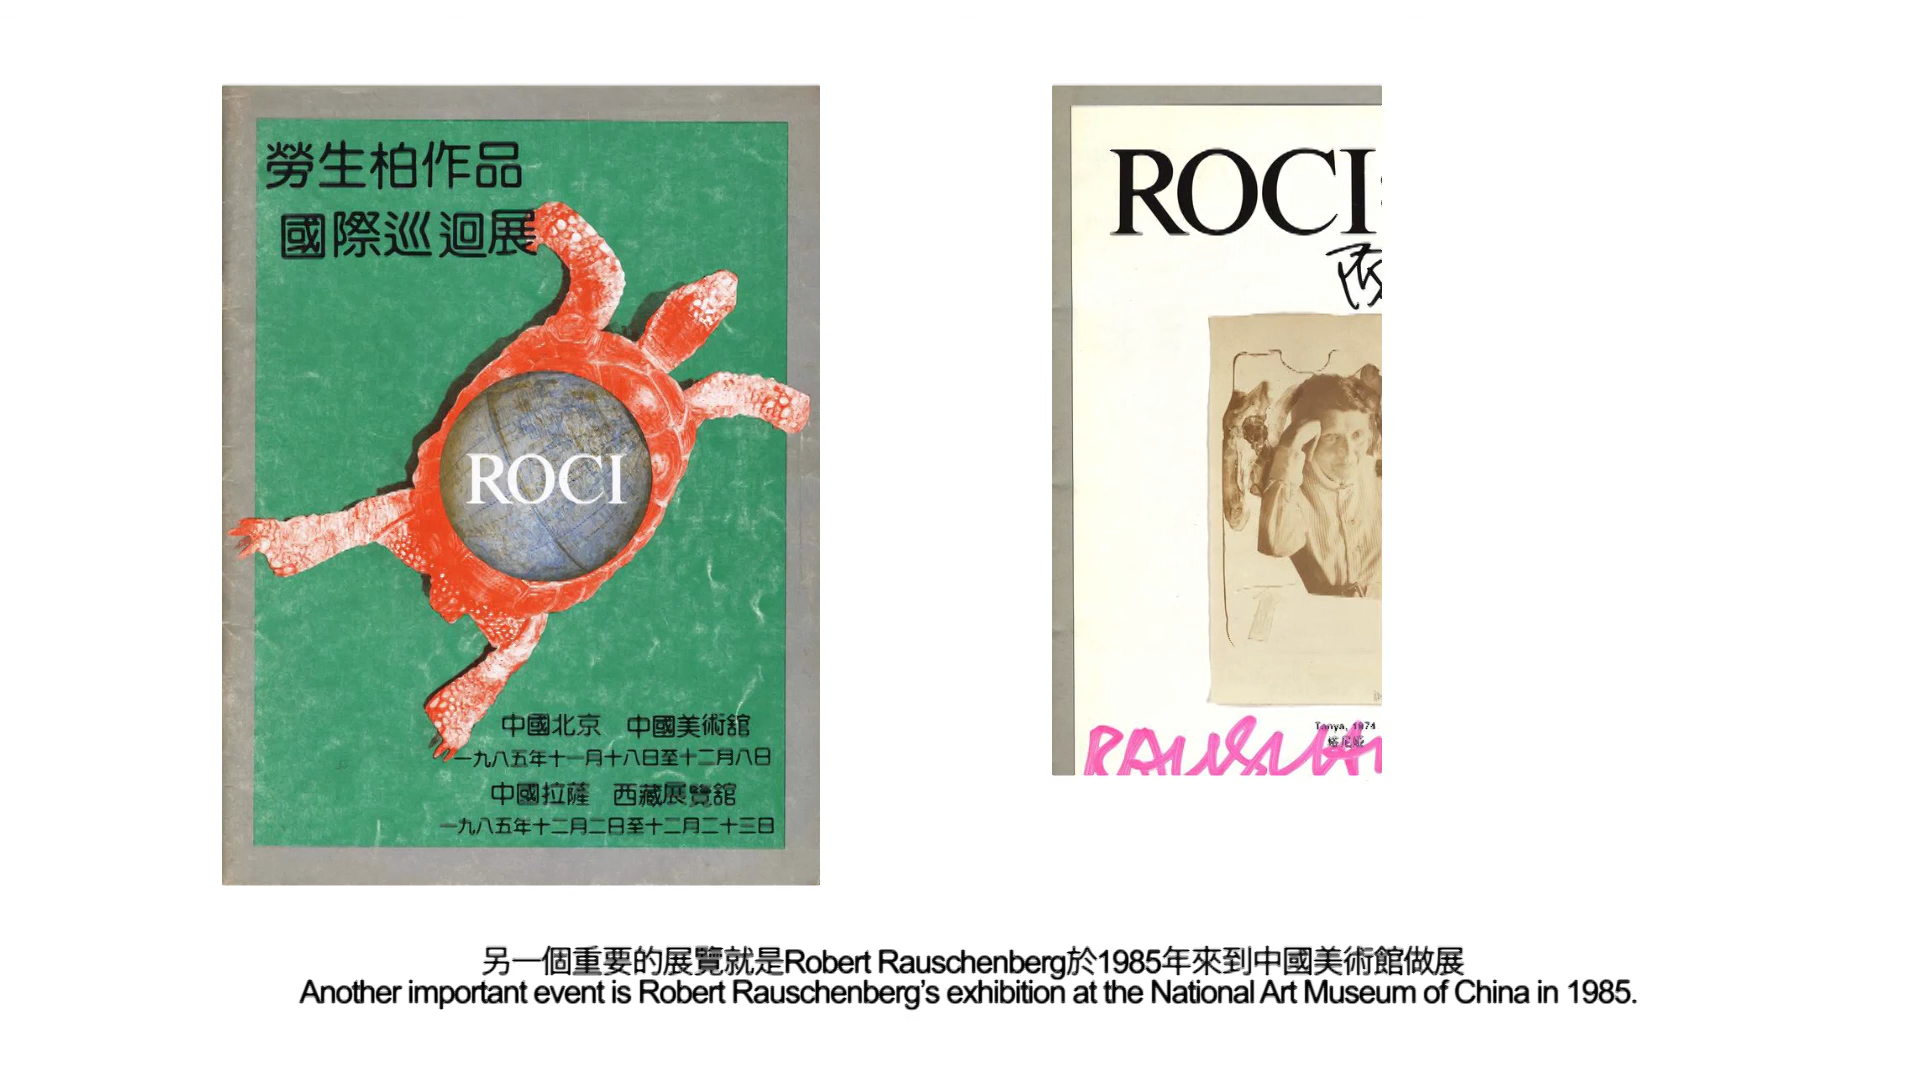 勞生柏作品
國際巡迴展
ROCI
中國北京 中國美術舘
一九八五年十一月十八日至十二月八日
中國拉薩 西藏展覽舘
一九八五年十二月二日至十二月二十三日
ROCI
Tanya, 1974
另一個重要的展覽就是Robert Rauschenberg於1985年來到中國美術館做展
Another important event is Robert Rauschenberg’s exhibition at the National Art Museum of China in 1985.